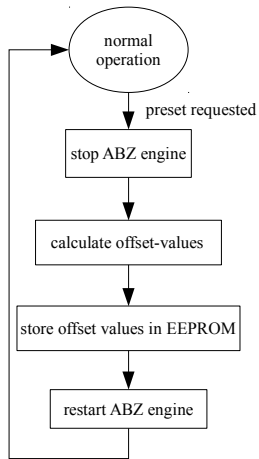 normal
operation
preset requested
stop ABZ engine
calculate offset-values
store offset values in EEPROM
restart ABZ engine